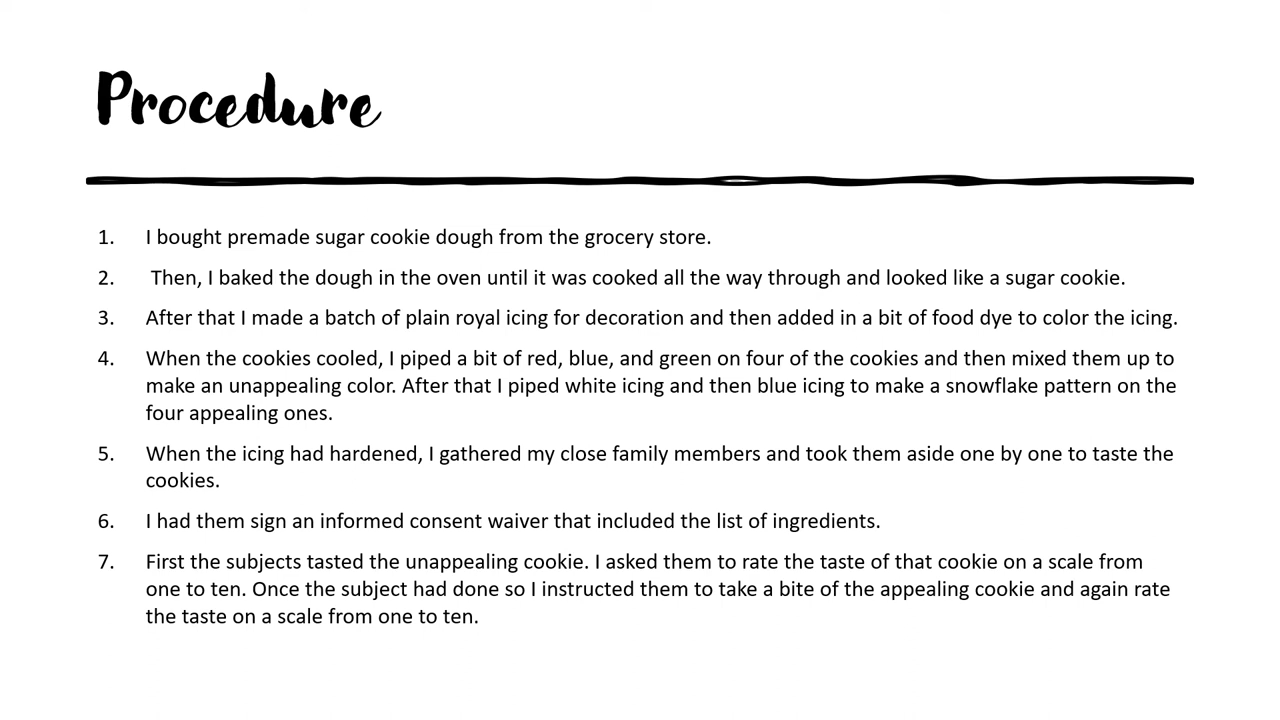 Procedure
1. I bought premade sugar cookie dough from the grocery store.
2. Then, I baked the dough in the oven until it was cooked all the way through and looked like a sugar cookie.
3. After that I made a batch of plain royal icing for decoration and then added in a bit of food dye to color the icing.
4. When the cookies cooled, I piped a bit of red, blue, and green on four of the cookies and then mixed them up to
make an unappealing color. After that I piped white icing and then blue icing to make a snowflake pattern on the
four appealing ones.
5. When the icing had hardened, I gathered my close family members and took them aside one by one to taste the
cookies.
6. I had them sign an informed consent waiver that included the list of ingredients.
7. First the subjects tasted the unappealing cookie. I asked them to rate the taste of that cookie on a scale from
one to ten. Once the subject had done so I instructed them to take a bite of the appealing cookie and again rate
the taste on a scale from one to ten.